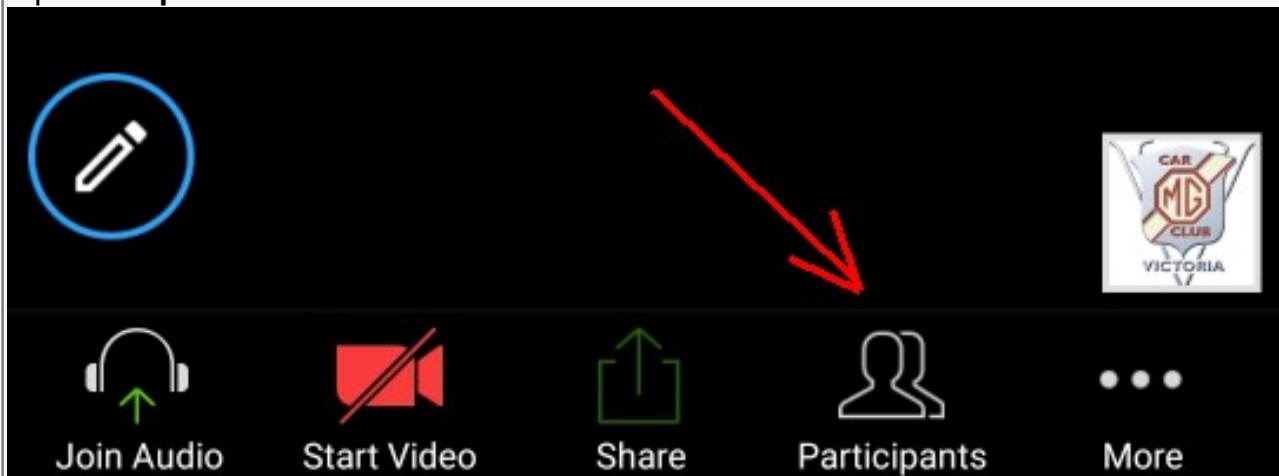 CAR
MG
CLUB
VICTORIA
Join Audio
Start Video
Share
Participants
More